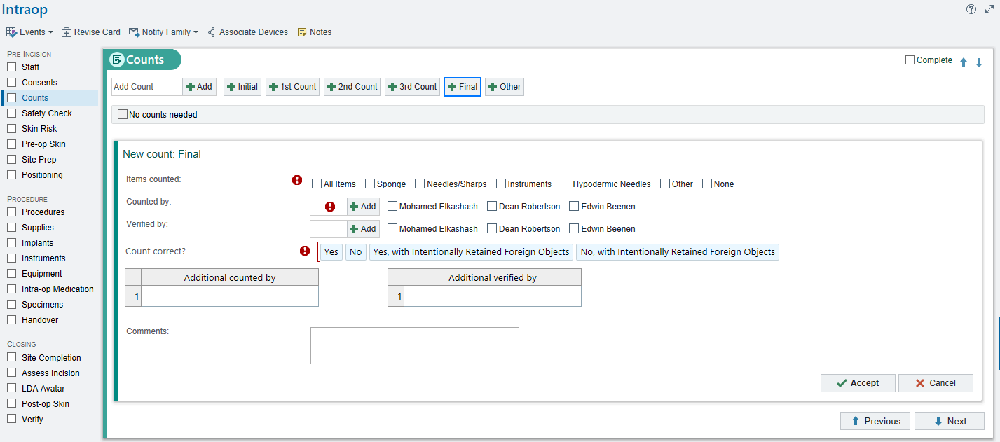 Intraop
Events Revise Card Notify Family Associate Devices Notes
PRE-INCISION
Staff
Consents
Counts
Safety Check
Skin Risk
Pre-op Skin
Site Prep
Positioning
PROCEDURE
Procedures
Supplies
Implants
Instruments
Equipment
Intra-op Medication
Specimens
Handover
CLOSING
Site Completion
Assess Incision
LDA Avatar
Post-op Skin
Verify
Counts
Complete
Add Count Add Initial 1st Count 2nd Count 3rd Count Final Other
No counts needed
New count: Final
Items counted: All Items Sponge Needles/Sharps Instruments Hypodermic Needles Other None
Counted by: Add Mohamed Elkashash Dean Robertson Edwin Beenen
Verified by: Add Mohamed Elkashash Dean Robertson Edwin Beenen
Count correct? Yes No Yes, with Intentionally Retained Foreign Objects No, with Intentionally Retained Foreign Objects
Additional counted by Additional verified by
1 1
Comments:
Accept Cancel
Previous Next